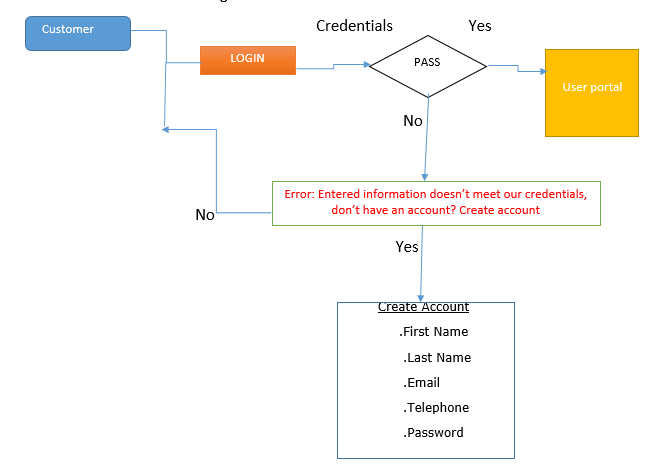 Credentials
Yes
Customer
LOGIN
PASS
User portal
No
Error: Entered information doesn’t meet our credentials,
don’t have an account? Create account
No
Yes
Create Account
.First Name
.Last Name
.Email
.Telephone
.Password